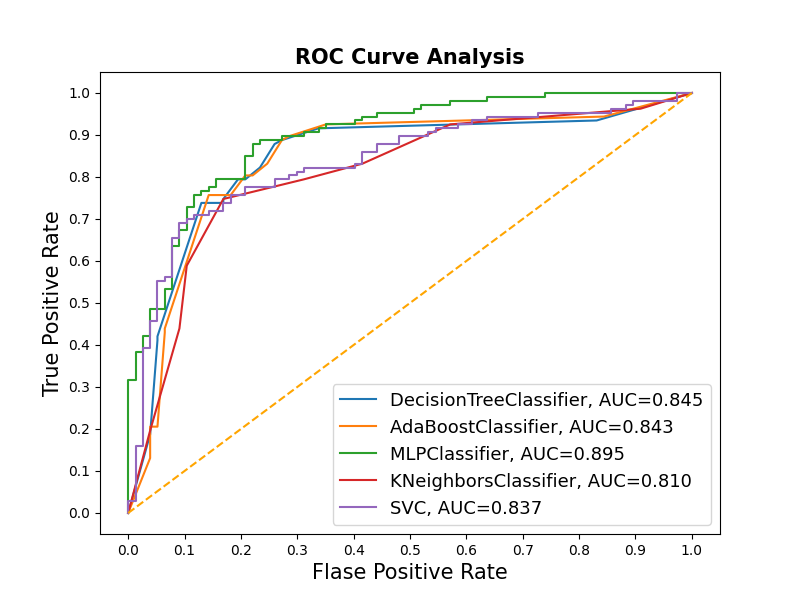 ROC Curve Analysis
True Positive Rate
1.0
0.9
0.8
0.7
0.6
0.5
0.4
0.3
0.2
0.1
0.0
DecisionTreeClassifier, AUC=0.845
AdaBoostClassifier, AUC=0.843
MLPClassifier, AUC=0.895
KNeighborsClassifier, AUC=0.810
SVC, AUC=0.837
0.0 0.1 0.2 0.3 0.4 0.5 0.6 0.7 0.8 0.9 1.0
Flase Positive Rate